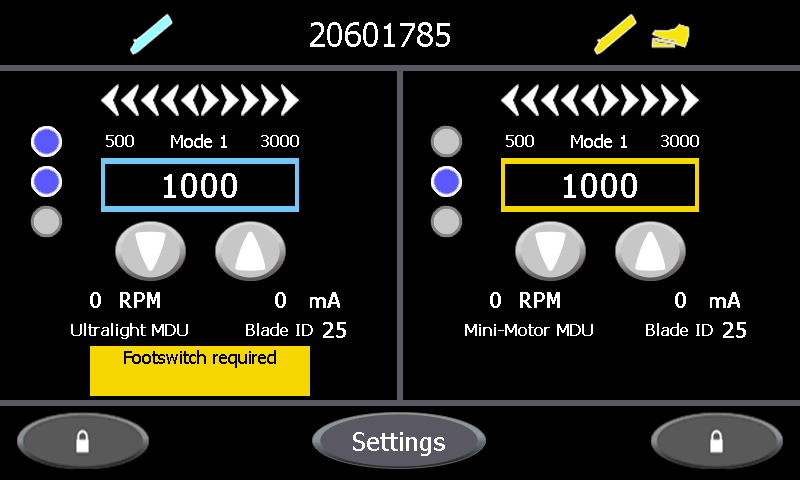 20601785
500 Mode 1 3000
1000
0 RPM 0 mA
Ultralight MDU Blade ID 25
Footswitch required
500 Mode 1 3000
1000
0 RPM 0 mA
Mini-Motor MDU Blade ID 25
Settings